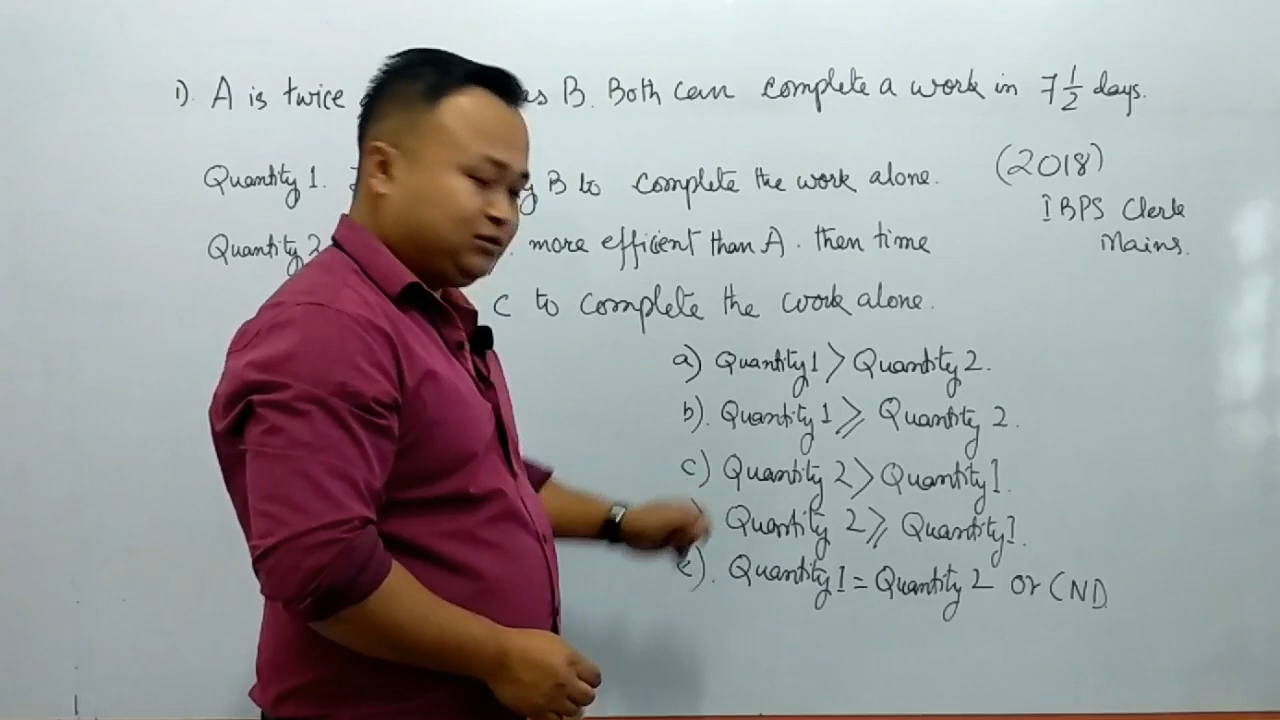 1). A is twice as B. Both can complete a work in 7 1/2 days.
Quantity 1. B to complete the work alone.
(2018)
IBPS Clerk
Mains.
Quantity 2 more efficient than A. then time
C to complete the work alone.
a) Quantity 1 > Quantity 2.
b). Quantity 1 ⩾ Quantity 2.
c) Quantity 2 > Quantity 1.
) Quantity 2 ⩾ Quantity 1.
e). Quantity 1 = Quantity 2 or CND